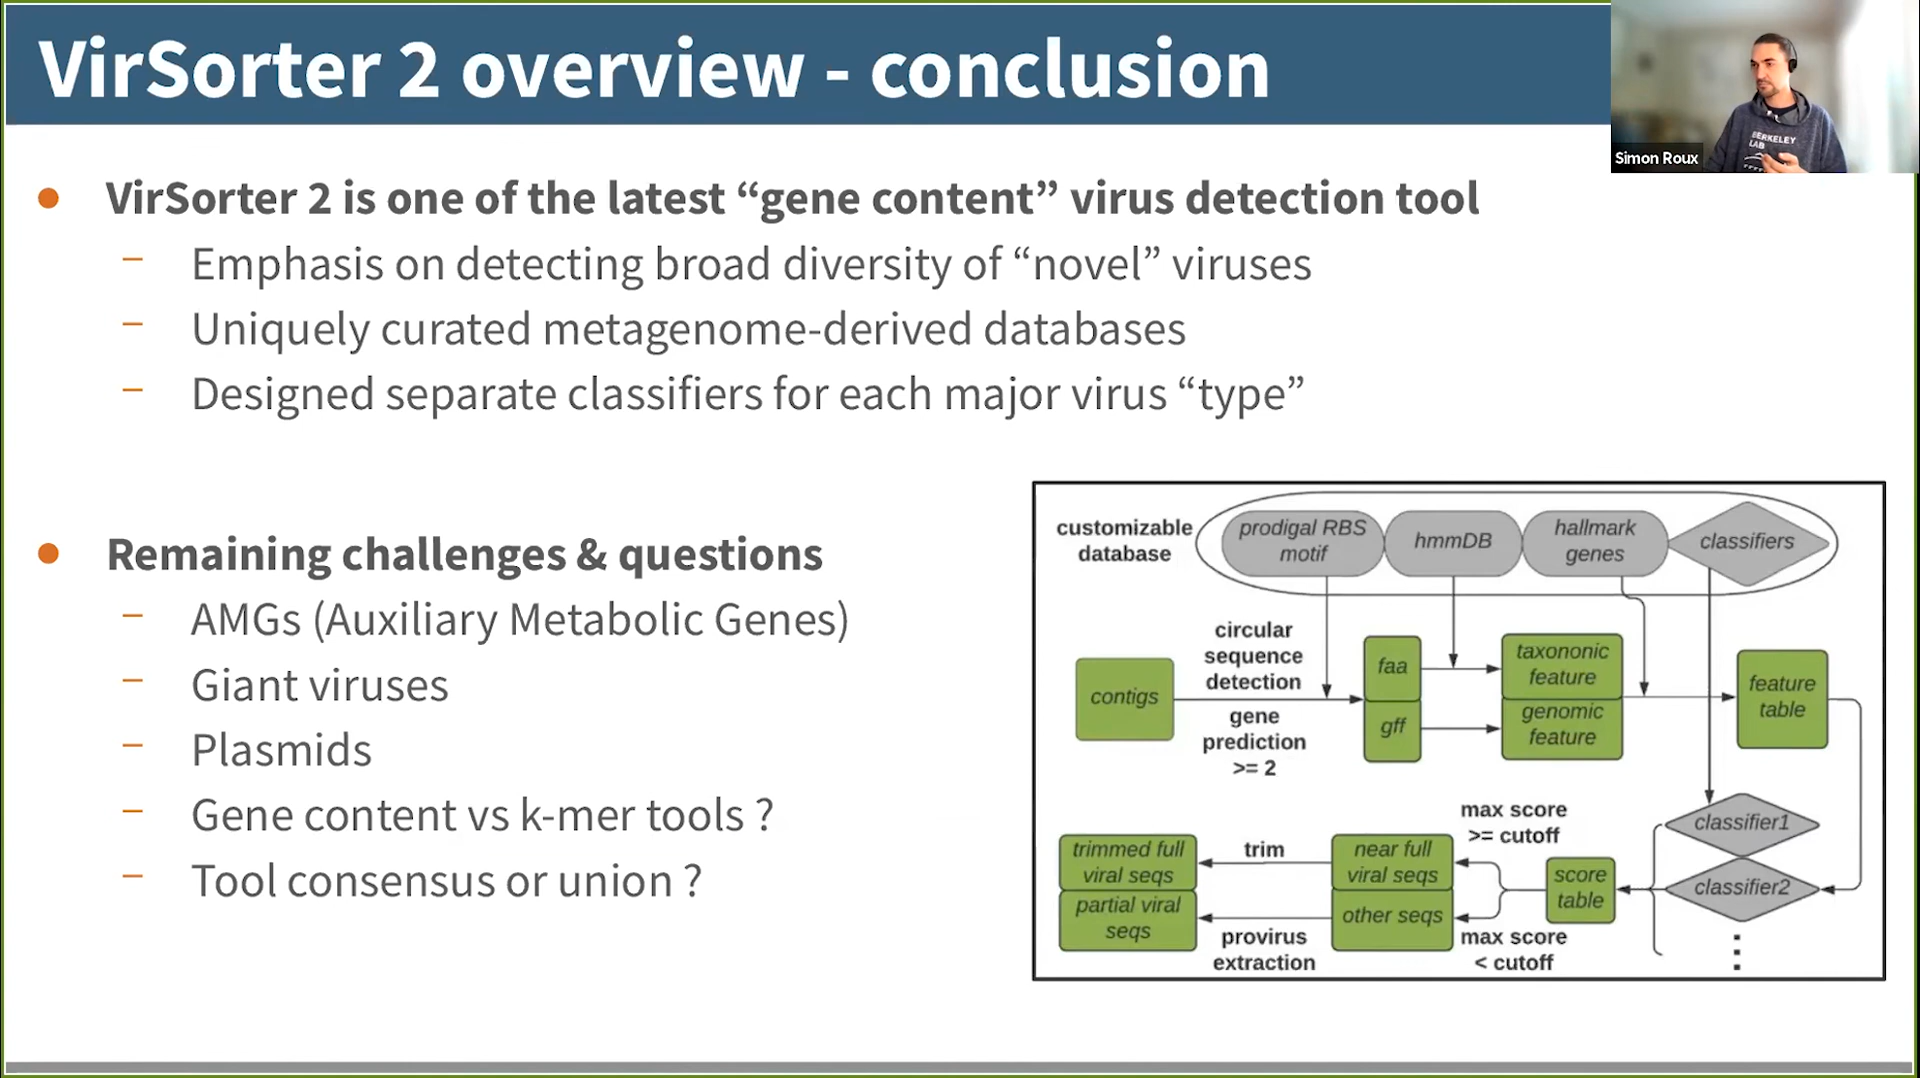 VirSorter 2 overview - conclusion
BERKELEY
LAB
Simon Roux
VirSorter 2 is one of the latest “gene content” virus detection tool
Emphasis on detecting broad diversity of “novel” viruses
Uniquely curated metagenome-derived databases
Designed separate classifiers for each major virus “type”
Remaining challenges & questions
AMGs (Auxiliary Metabolic Genes)
Giant viruses
Plasmids
Gene content vs k-mer tools ?
Tool consensus or union ?
customizable
database
prodigal RBS
motif
hmmDB
hallmark
genes
classifiers
contigs
circular
sequence
detection
gene
prediction
>= 2
faa
gff
taxononic
feature
genomic
feature
feature
table
classifier1
classifier2
score
table
max score
>= cutoff
max score
< cutoff
near full
viral seqs
other seqs
trim
provirus
extraction
trimmed full
viral seqs
partial viral
seqs